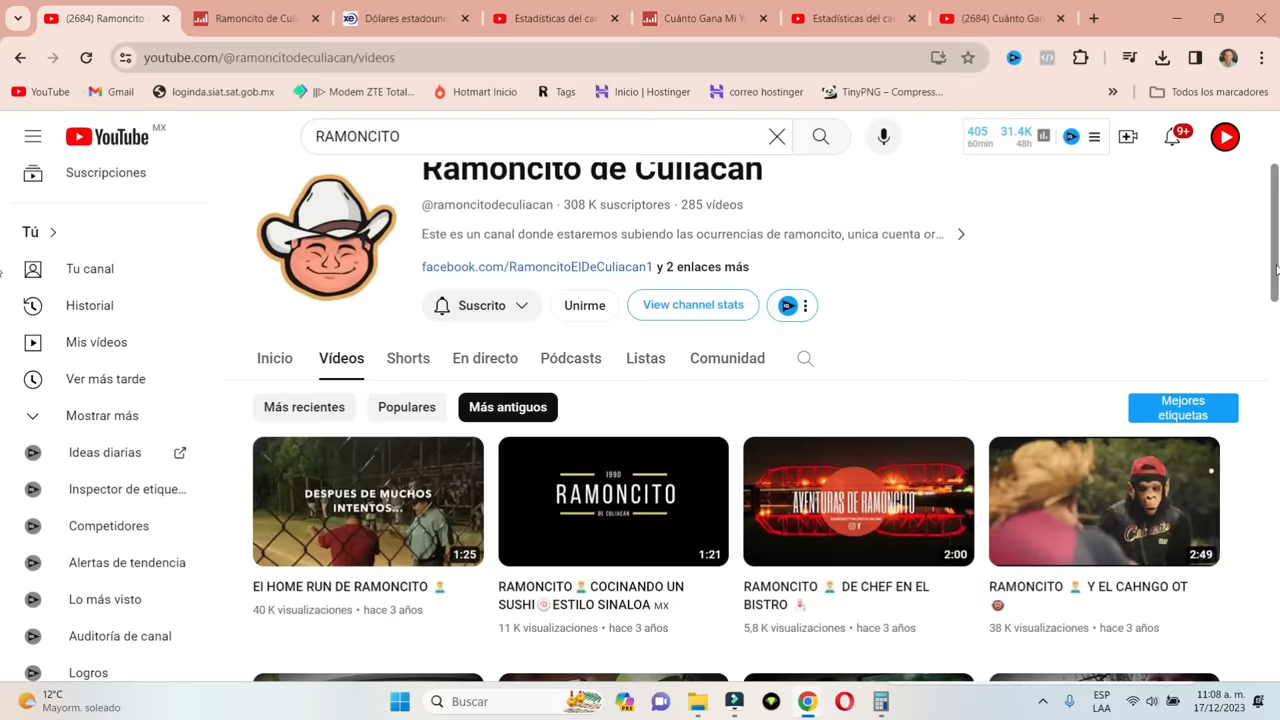 (2684) Ramoncito
Ramoncito de Cul
Dólares estadoun
Estadísticas del ca
Cuánto Gana Mi Y
Estadísticas del ca
(2684) Cuánto Ga
youtube.com/@ramoncitodeculiacan/videos
YouTube
Gmail
loginda.siat.sat.gob.mx
||> Modem ZTE Total...
Hotmart Inicio
Tags
Inicio | Hostinger
correo hostinger
TinyPNG – Compress...
Todos los marcadores
YouTube MX
RAMONCITO
405
60min
31.4K
48h
9+
Suscripciones
Tú
Tu canal
Historial
Mis vídeos
Ver más tarde
Mostrar más
Ideas diarias
Inspector de etique...
Competidores
Alertas de tendencia
Lo más visto
Auditoría de canal
Logros
Ramoncito de Culiacan
@ramoncitodeculiacan · 308 K suscriptores · 285 vídeos
Este es un canal donde estaremos subiendo las ocurrencias de ramoncito, unica cuenta or...
facebook.com/RamoncitoElDeCuliacan1 y 2 enlaces más
Suscrito
Unirme
View channel stats
Inicio
Vídeos
Shorts
En directo
Pódcasts
Listas
Comunidad
Más recientes
Populares
Más antiguos
Mejores
etiquetas
DESPUES DE MUCHOS
INTENTOS...
1:25
El HOME RUN DE RAMONCITO
40 K visualizaciones • hace 3 años
1990
RAMONCITO
DE CULIACAN
1:21
RAMONCITO COCINANDO UN
SUSHI ESTILO SINALOA MX
11 K visualizaciones • hace 3 años
AVENTURAS DE RAMONCITO
2:00
RAMONCITO DE CHEF EN EL
BISTRO
5,8 K visualizaciones • hace 3 años
2:49
RAMONCITO Y EL CAHNGO OT
38 K visualizaciones • hace 3 años
12°C
Mayorm. soleado
Buscar
PRE
ESP
LAA
11:08 a. m.
17/12/2023